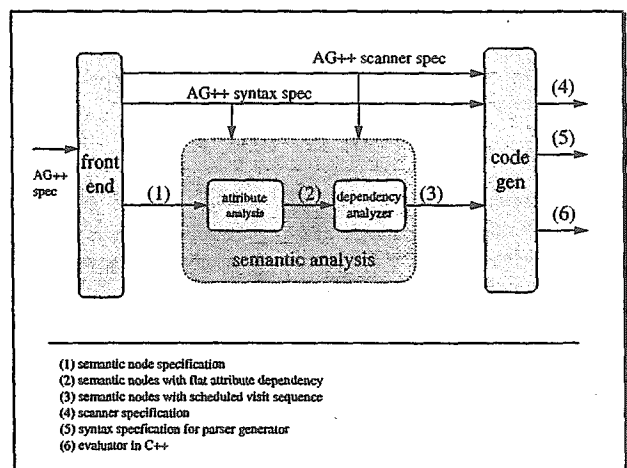 AG++ scanner spec
AG++ syntax spec
(4)
(5)
(6)
AG++
spec
front
end
(1)
attribute
analysis
(2)
dependency
analyzer
(3)
code
gen
semantic analysis
(1) semantic node specification
(2) semantic nodes with flat attribute dependency
(3) semantic nodes with scheduled visit sequence
(4) scanner specification
(5) syntax specfication for parser generator
(6) evaluator in C++